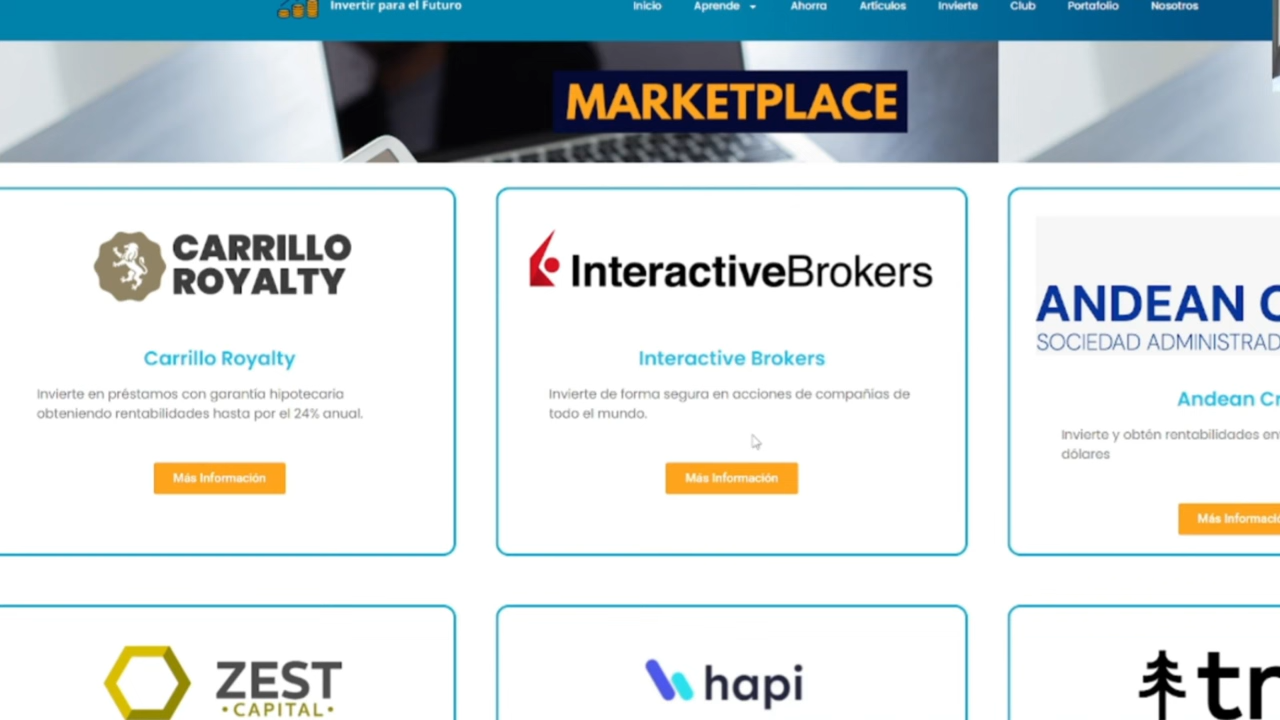 Invertir para el Futuro
Inicio Aprende Ahorra Artículos Invierte Club Portafolio Nosotros
MARKETPLACE
CARRILLO
ROYALTY
Carrillo Royalty
Invierte en préstamos con garantía hipotecaria
obteniendo rentabilidades hasta por el 24% anual.
Más Información
InteractiveBrokers
Interactive Brokers
Invierte de forma segura en acciones de compañías de
todo el mundo.
Más Información
ANDEAN
SOCIEDAD
Andean
Invierte y obtén rentabilidades
dólares
Más
ZEST
•CAPITAL•
hapi